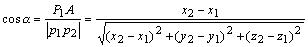 cos α = P₁A / |p₁p₂| = (x₂ − x₁) / √((x₂ − x₁)² + (y₂ − y₁)² + (z₂ − z₁)²)